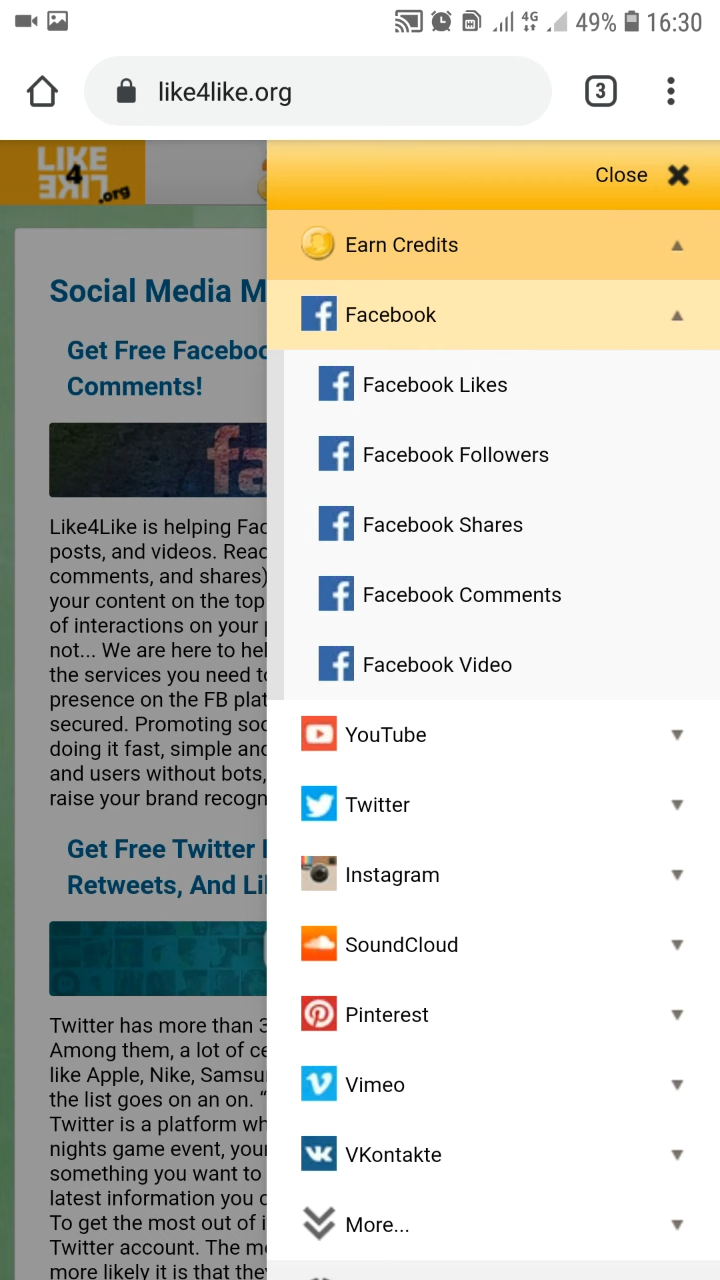 4G 49% 16:30
like4like.org
3
LIKE
4
LIKE
.org
Close
Earn Credits
Facebook
Facebook Likes
Facebook Followers
Facebook Shares
Facebook Comments
Facebook Video
YouTube
Twitter
Instagram
SoundCloud
Pinterest
Vimeo
VKontakte
More...
Social Media M
Get Free Faceboo
Comments!
fa
Like4Like is helping Fac
posts, and videos. Reac
comments, and shares)
your content on the top
of interactions on your
not... We are here to hel
the services you need to
presence on the FB plat
secured. Promoting soc
doing it fast, simple and
and users without bots,
raise your brand recogn
Get Free Twitter
Retweets, And Li
Twitter has more than 3
Among them, a lot of ce
like Apple, Nike, Samsu
the list goes on an on. “
Twitter is a platform wh
nights game event, your
something you want to
latest information you c
To get the most out of i
Twitter account. The mo
more likely it is that they